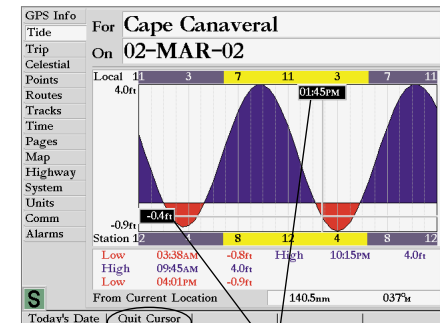 GPS Info
Tide
Trip
Celestial
Points
Routes
Tracks
Time
Pages
Map
Highway
System
Units
Comm
Alarms
For Cape Canaveral
On 02-MAR-02
Local 11 3 7 11 3 7 11
4.0ft
01:45PM
-0.4ft
-0.9ft
Station 12 4 8 12 4 8 12
Low 03:38AM -0.8ft High 10:15PM 4.0ft
High 09:45AM 4.0ft
Low 04:01PM -0.9ft
From Current Location 140.5nm 037°M
S
Today's Date Quit Cursor